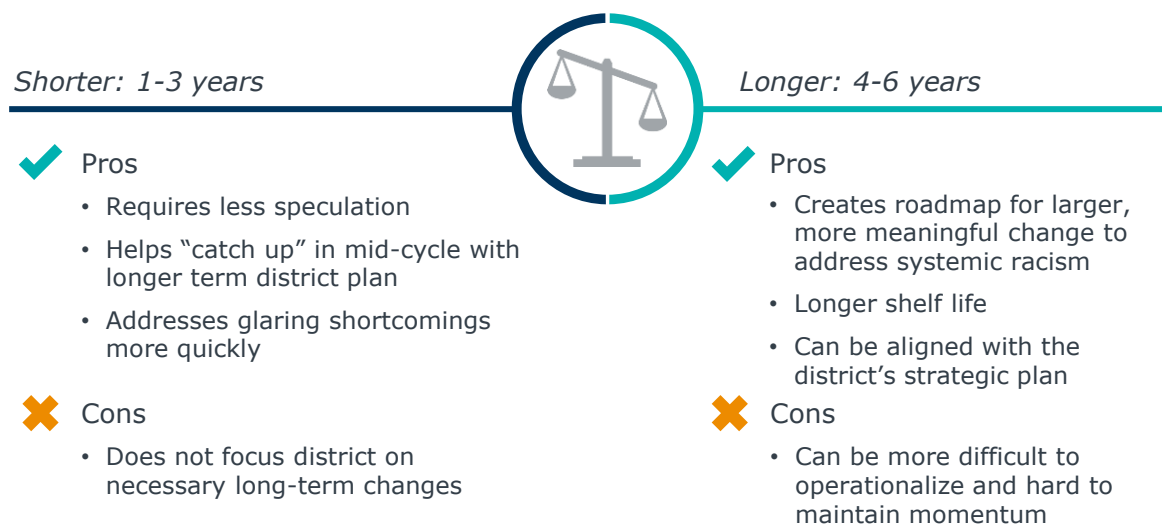 Shorter: 1-3 years
Pros
• Requires less speculation
• Helps “catch up” in mid-cycle with
longer term district plan
• Addresses glaring shortcomings
more quickly
Cons
• Does not focus district on
necessary long-term changes
Longer: 4-6 years
Pros
• Creates roadmap for larger,
more meaningful change to
address systemic racism
• Longer shelf life
• Can be aligned with the
district’s strategic plan
Cons
• Can be more difficult to
operationalize and hard to
maintain momentum